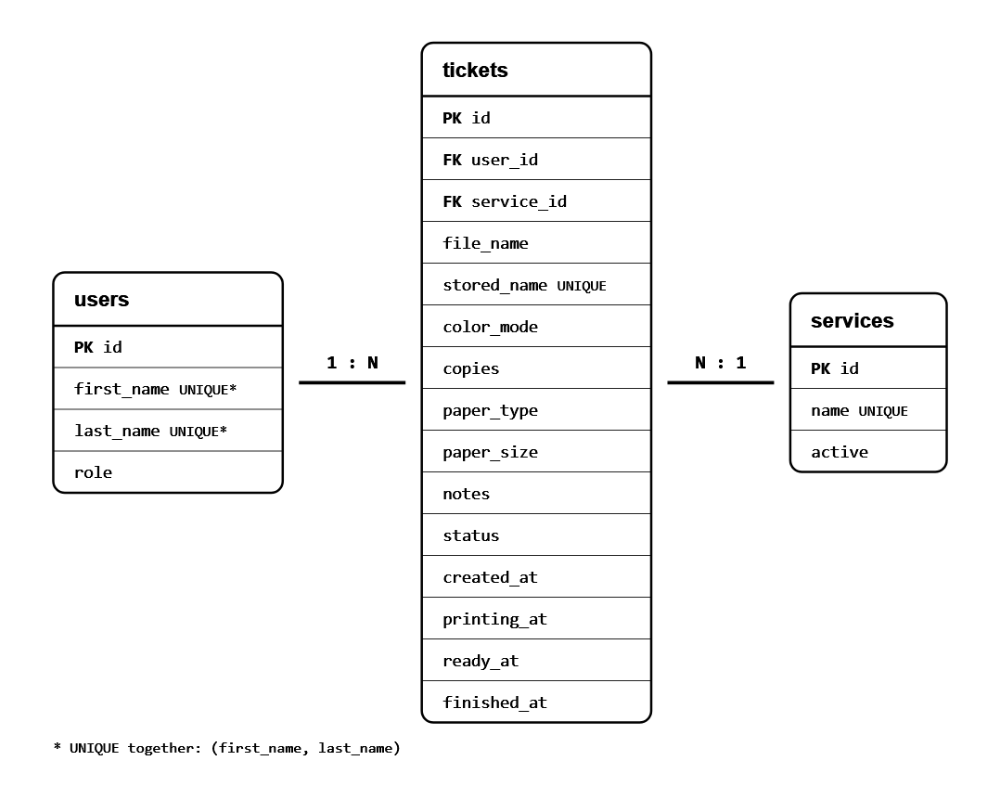 users
PK id
first_name UNIQUE*
last_name UNIQUE*
role
1 : N
tickets
PK id
FK user_id
FK service_id
file_name
stored_name UNIQUE
color_mode
copies
paper_type
paper_size
notes
status
created_at
printing_at
ready_at
finished_at
N : 1
services
PK id
name UNIQUE
active
* UNIQUE together: (first_name, last_name)